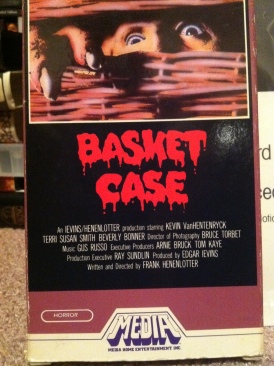 BASKET
CASE
An IEVINS/HENENLOTTER production starring KEVIN VanHENTENRYCK
TERRI SUSAN SMITH BEVERLY BONNER Director of Photography BRUCE TORBET
Music GUS RUSSO Executive Producers ARNIE BRUCK TOM KAYE
Production Executive RAY SUNDLIN Produced by EDGAR IEVINS
Written and Directed by FRANK HENENLOTTER
HORROR
MEDIA
MEDIA HOME ENTERTAINMENT, INC.
rd